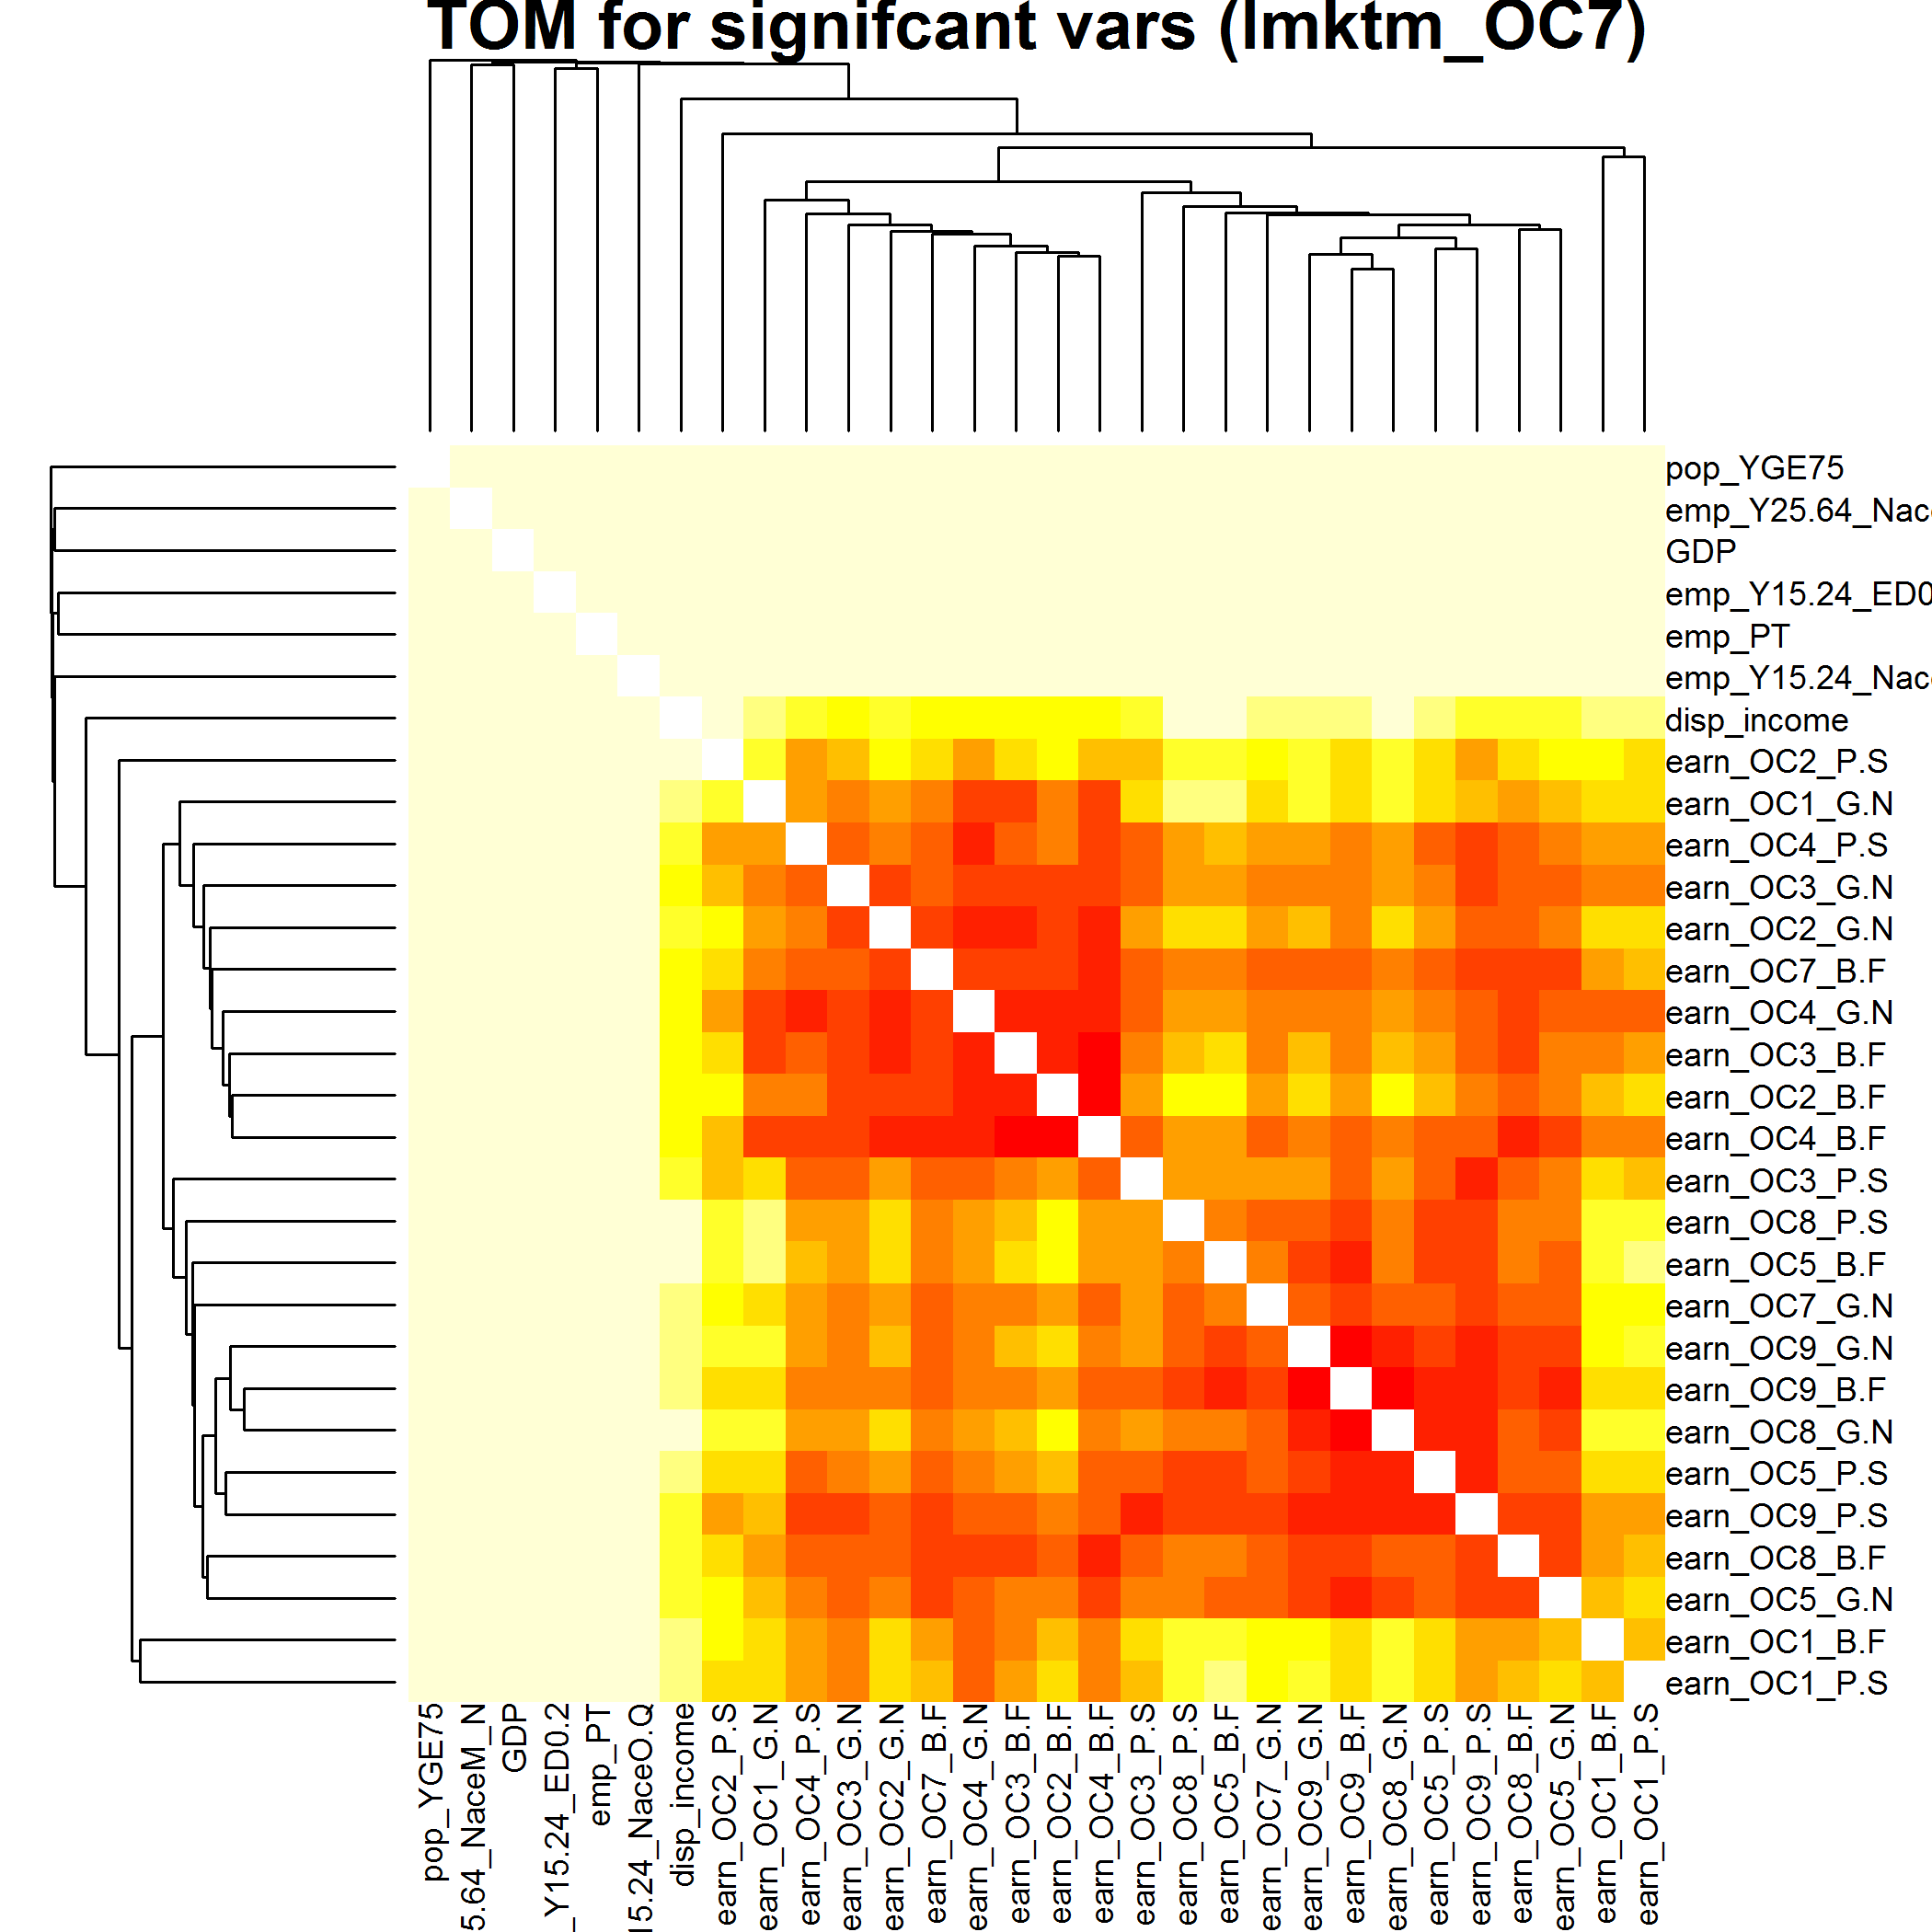 TOM for signifcant vars (lmktm_OC7)
pop_YGE75
emp_Y25.64_Nace
GDP
emp_Y15.24_ED0
emp_PT
emp_Y15.24_Nace
disp_income
earn_OC2_P.S
earn_OC1_G.N
earn_OC4_P.S
earn_OC3_G.N
earn_OC2_G.N
earn_OC7_B.F
earn_OC4_G.N
earn_OC3_B.F
earn_OC2_B.F
earn_OC4_B.F
earn_OC3_P.S
earn_OC8_P.S
earn_OC5_B.F
earn_OC7_G.N
earn_OC9_G.N
earn_OC9_B.F
earn_OC8_G.N
earn_OC5_P.S
earn_OC9_P.S
earn_OC8_B.F
earn_OC5_G.N
earn_OC1_B.F
earn_OC1_P.S
pop_YGE75
5.64_NaceM_N
GDP
_Y15.24_ED0.2
emp_PT
15.24_NaceO.Q
disp_income
earn_OC2_P.S
earn_OC1_G.N
earn_OC4_P.S
earn_OC3_G.N
earn_OC2_G.N
earn_OC7_B.F
earn_OC4_G.N
earn_OC3_B.F
earn_OC2_B.F
earn_OC4_B.F
earn_OC3_P.S
earn_OC8_P.S
earn_OC5_B.F
earn_OC7_G.N
earn_OC9_G.N
earn_OC9_B.F
earn_OC8_G.N
earn_OC5_P.S
earn_OC9_P.S
earn_OC8_B.F
earn_OC5_G.N
earn_OC1_B.F
earn_OC1_P.S